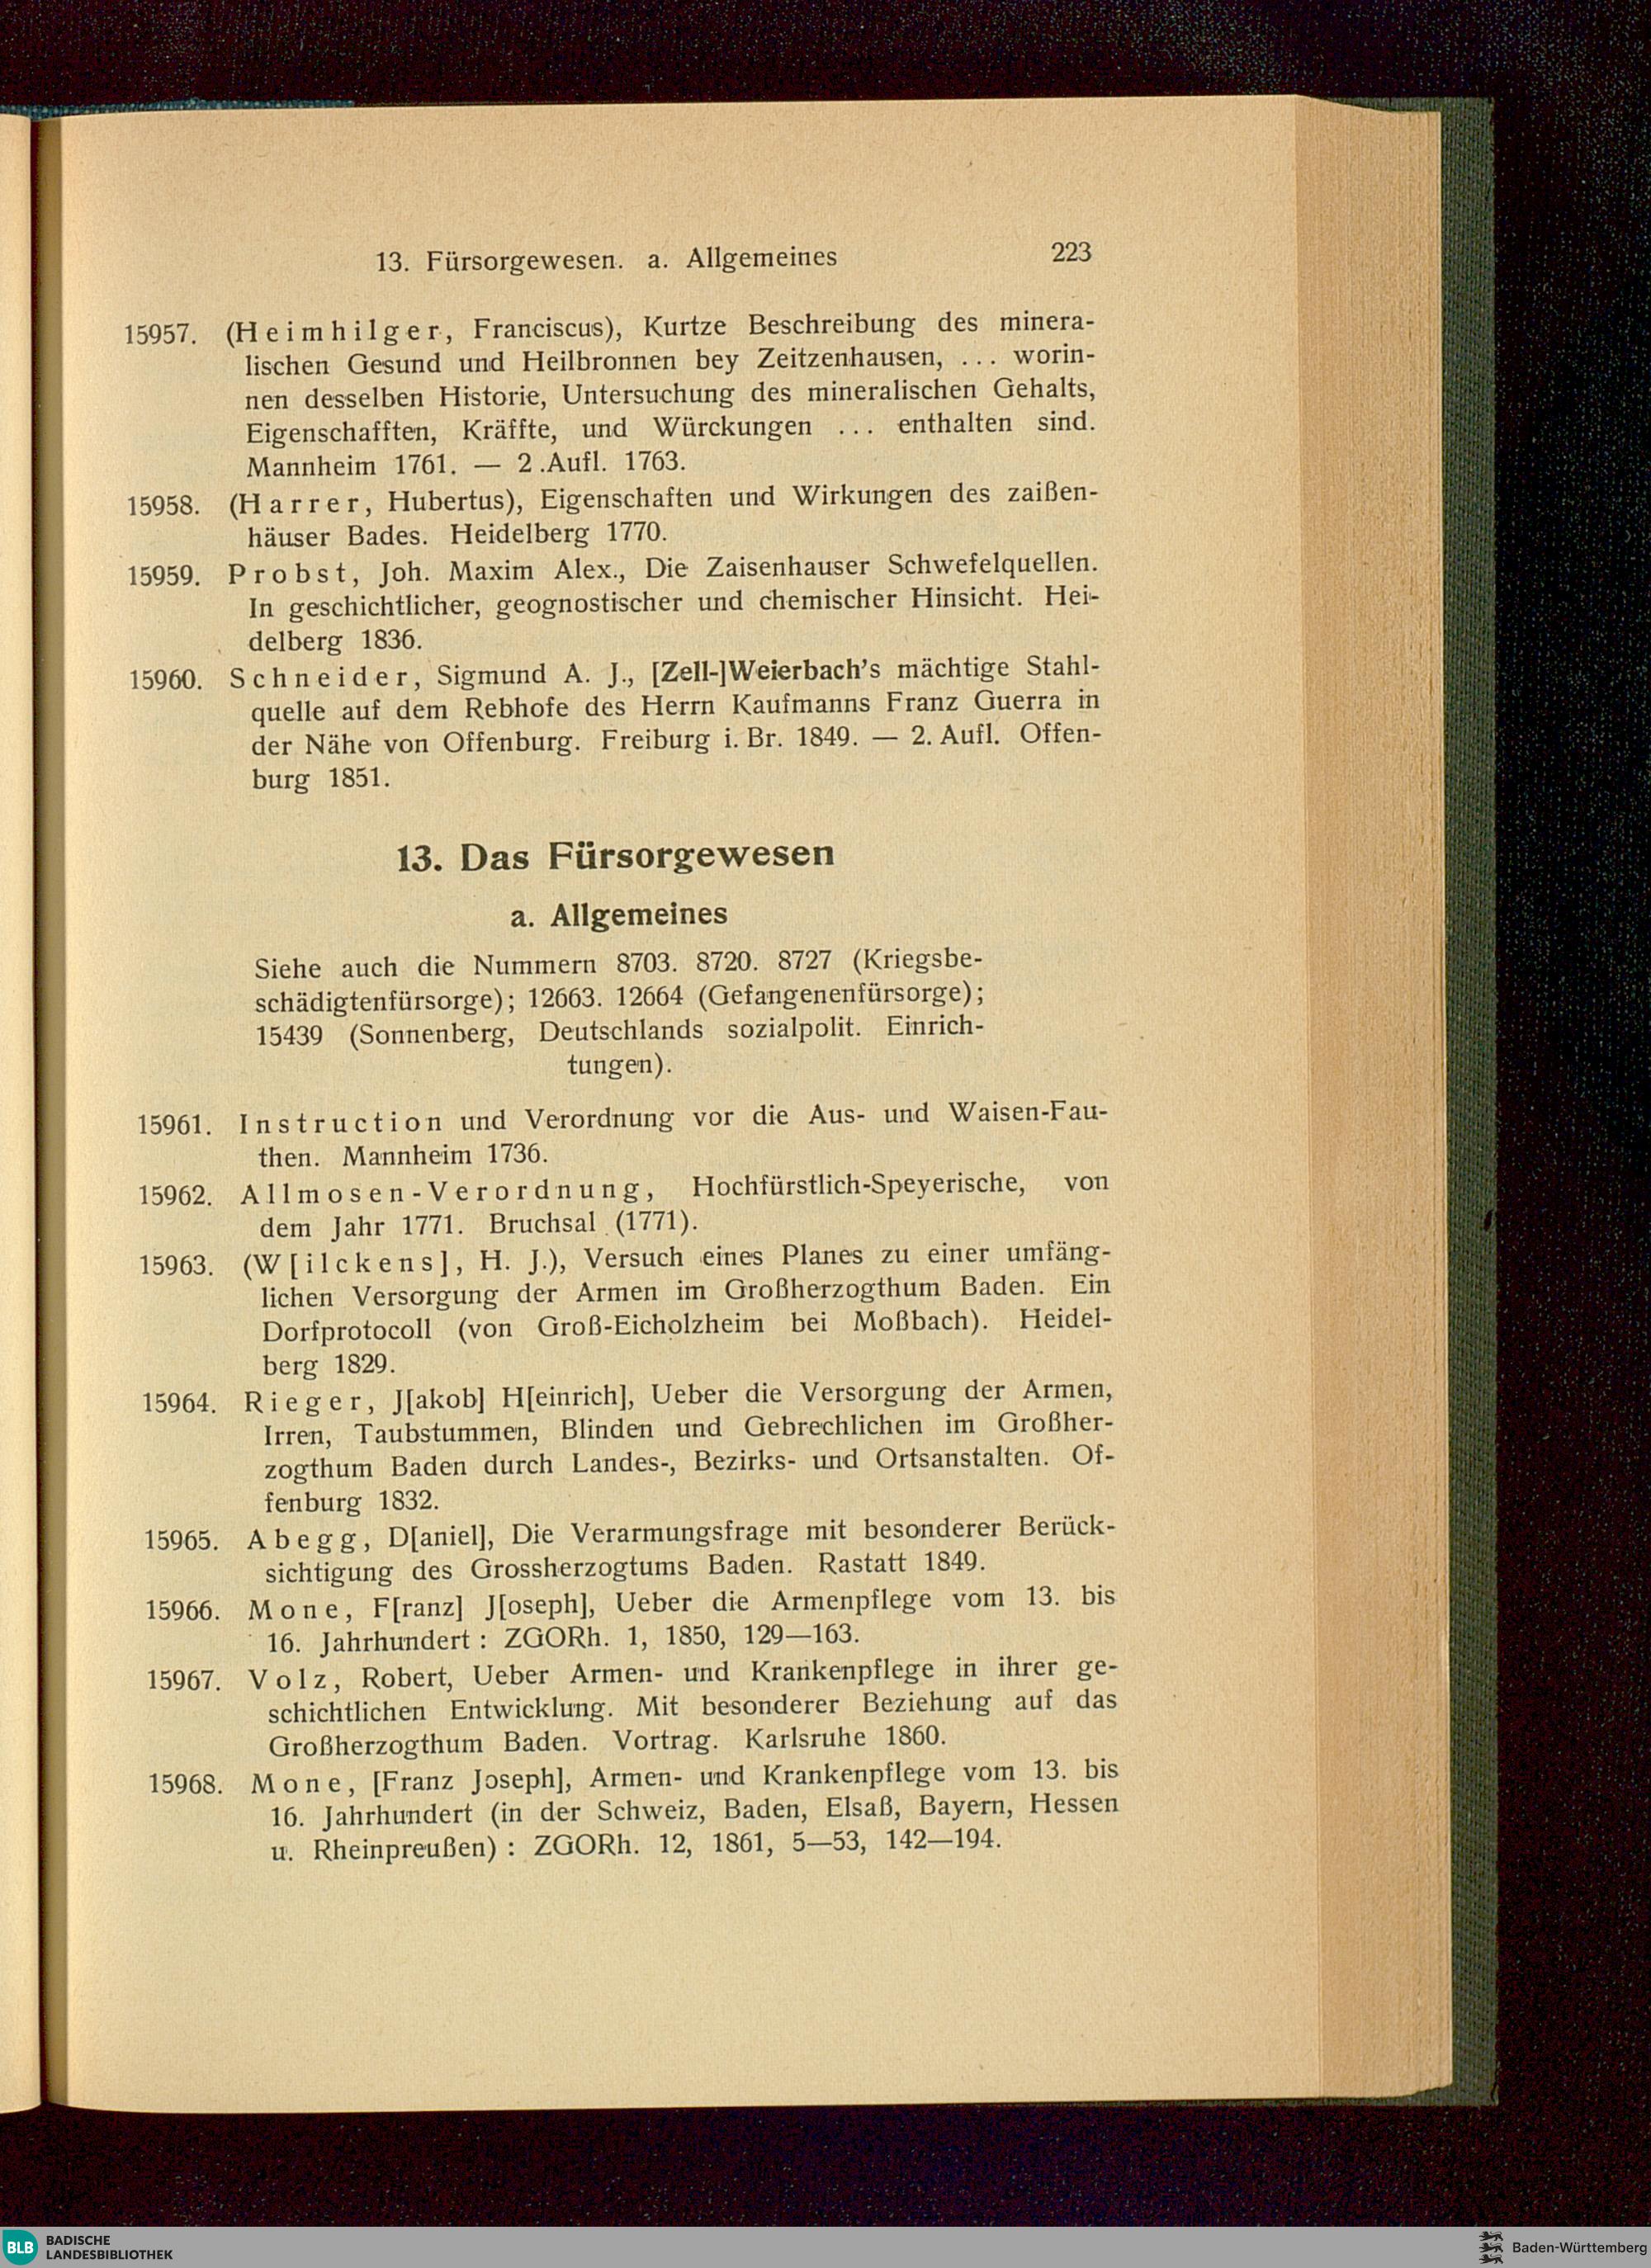 13. Fürsorgewesen. a. Allgemeines 223
15957. (Heimhilger, Franciscus), Kurtze Beschreibung des minera-
lischen Gesund und Heilbronnen bey Zeitzenhausen, ... worin-
nen desselben Historie, Untersuchung des mineralischen Gehalts,
Eigenschafften, Kräffte, und Würckungen ... enthalten sind.
Mannheim 1761. — 2 .Aufl. 1763.
15958. (Harrer, Hubertus), Eigenschaften und Wirkungen des zaißen-
häuser Bades. Heidelberg 1770.
15959. Probst, Joh. Maxim Alex., Die Zaisenhauser Schwefelquellen.
In geschichtlicher, geognostischer und chemischer Hinsicht. Hei-
delberg 1836.
15960. Schneider, Sigmund A. J., [Zell-]Weierbach's mächtige Stahl-
quelle auf dem Rebhofe des Herrn Kaufmanns Franz Guerra in
der Nähe von Offenburg. Freiburg i. Br. 1849. — 2. Aufl. Offen-
burg 1851.
13. Das Fürsorgewesen
a. Allgemeines
Siehe auch die Nummern 8703. 8720. 8727 (Kriegsbe-
schädigtenfürsorge); 12663. 12664 (Gefangenenfürsorge);
15439 (Sonnenberg, Deutschlands sozialpolit. Einrich-
tungen).
15961. Instruction und Verordnung vor die Aus- und Waisen-Fau-
then. Mannheim 1736.
15962. Allmosen-Verordnung, Hochfürstlich-Speyerische, von
dem Jahr 1771. Bruchsal (1771).
15963. (W[ilckens], H. J.), Versuch eines Planes zu einer umfäng-
lichen Versorgung der Armen im Großherzogthum Baden. Ein
Dorfprotocoll (von Groß-Eicholzheim bei Moßbach). Heidel-
berg 1829.
15964. Rieger, J[akob] H[einrich], Ueber die Versorgung der Armen,
Irren, Taubstummen, Blinden und Gebrechlichen im Großher-
zogthum Baden durch Landes-, Bezirks- und Ortsanstalten. Of-
fenburg 1832.
15965. Abegg, D[aniel], Die Verarmungsfrage mit besonderer Berück-
sichtigung des Grossherzogtums Baden. Rastatt 1849.
15966. Mone, F[ranz] J[oseph], Ueber die Armenpflege vom 13. bis
16. Jahrhundert : ZGORh. 1, 1850, 129—163.
15967. Volz, Robert, Ueber Armen- und Krankenpflege in ihrer ge-
schichtlichen Entwicklung. Mit besonderer Beziehung auf das
Großherzogthum Baden. Vortrag. Karlsruhe 1860.
15968. Mone, [Franz Joseph], Armen- und Krankenpflege vom 13. bis
16. Jahrhundert (in der Schweiz, Baden, Elsaß, Bayern, Hessen
u. Rheinpreußen) : ZGORh. 12, 1861, 5—53, 142—194.
BLB BADISCHE
LANDESBIBLIOTHEK
Baden-Württemberg